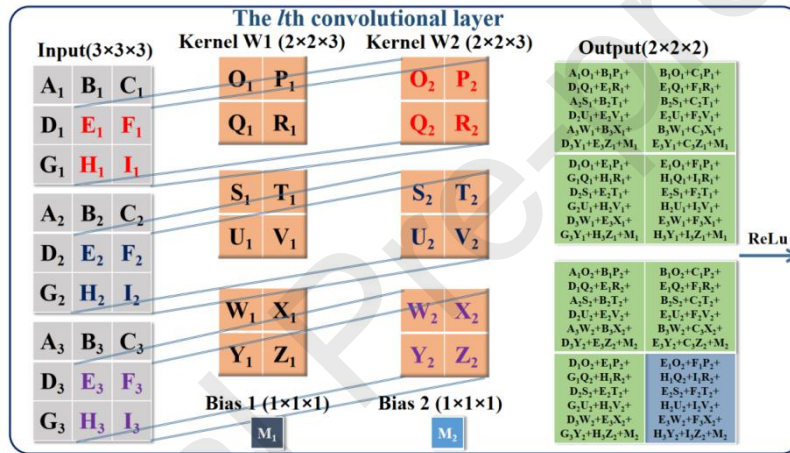 The lth convolutional layer
Input(3×3×3)
A₁ B₁ C₁
D₁ E₁ F₁
G₁ H₁ I₁
A₂ B₂ C₂
D₂ E₂ F₂
G₂ H₂ I₂
A₃ B₃ C₃
D₃ E₃ F₃
G₃ H₃ I₃
Kernel W1 (2×2×3)
O₁ P₁
Q₁ R₁
S₁ T₁
U₁ V₁
W₁ X₁
Y₁ Z₁
Bias 1 (1×1×1)
M₁
Kernel W2 (2×2×3)
O₂ P₂
Q₂ R₂
S₂ T₂
U₂ V₂
W₂ X₂
Y₂ Z₂
Bias 2 (1×1×1)
M₂
Output(2×2×2)
A₁O₁+B₁P₁+
D₁Q₁+E₁R₁+
A₂S₁+B₂T₁+
D₂U₁+E₂V₁+
A₃W₁+B₃X₁+
D₃Y₁+E₃Z₁+M₁
B₁O₁+C₁P₁+
E₁Q₁+F₁R₁+
B₂S₁+C₂T₁+
E₂U₁+F₂V₁+
B₃W₁+C₃X₁+
E₃Y₁+C₃Z₁+M₁
D₁O₁+E₁P₁+
G₁Q₁+H₁R₁+
D₂S₁+E₂T₁+
G₂U₁+H₂V₁+
D₃W₁+E₃X₁+
G₃Y₁+H₃Z₁+M₁
E₁O₁+F₁P₁+
H₁Q₁+I₁R₁+
E₂S₁+F₂T₁+
H₂U₁+I₂V₁+
E₃W₁+F₃X₁+
H₃Y₁+I₃Z₁+M₁
A₁O₂+B₁P₂+
D₁Q₂+E₁R₂+
A₂S₂+B₂T₂+
D₂U₂+E₂V₂+
A₃W₂+B₃X₂+
D₃Y₂+E₃Z₂+M₂
B₁O₂+C₁P₂+
E₁Q₂+F₁R₂+
B₂S₂+C₂T₂+
E₂U₂+F₂V₂+
B₃W₂+C₃X₂+
E₃Y₂+C₃Z₂+M₂
D₁O₂+E₁P₂+
G₁Q₂+H₁R₂+
D₂S₂+E₂T₂+
G₂U₂+H₂V₂+
D₃W₂+E₃X₂+
G₃Y₂+H₃Z₂+M₂
E₁O₂+F₁P₂+
H₁Q₂+I₁R₂+
E₂S₂+F₂T₂+
H₂U₂+I₂V₂+
E₃W₂+F₃X₂+
H₃Y₂+I₃Z₂+M₂
ReLu